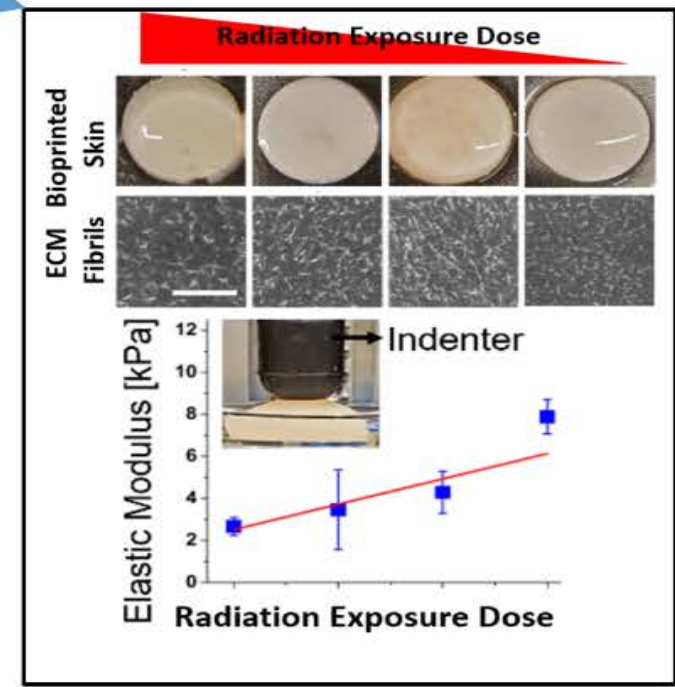 Radiation Exposure Dose
Bioprinted
Skin
ECM
Fibrils
Indenter
Elastic Modulus [kPa]
12
10
8
6
4
2
0
Radiation Exposure Dose